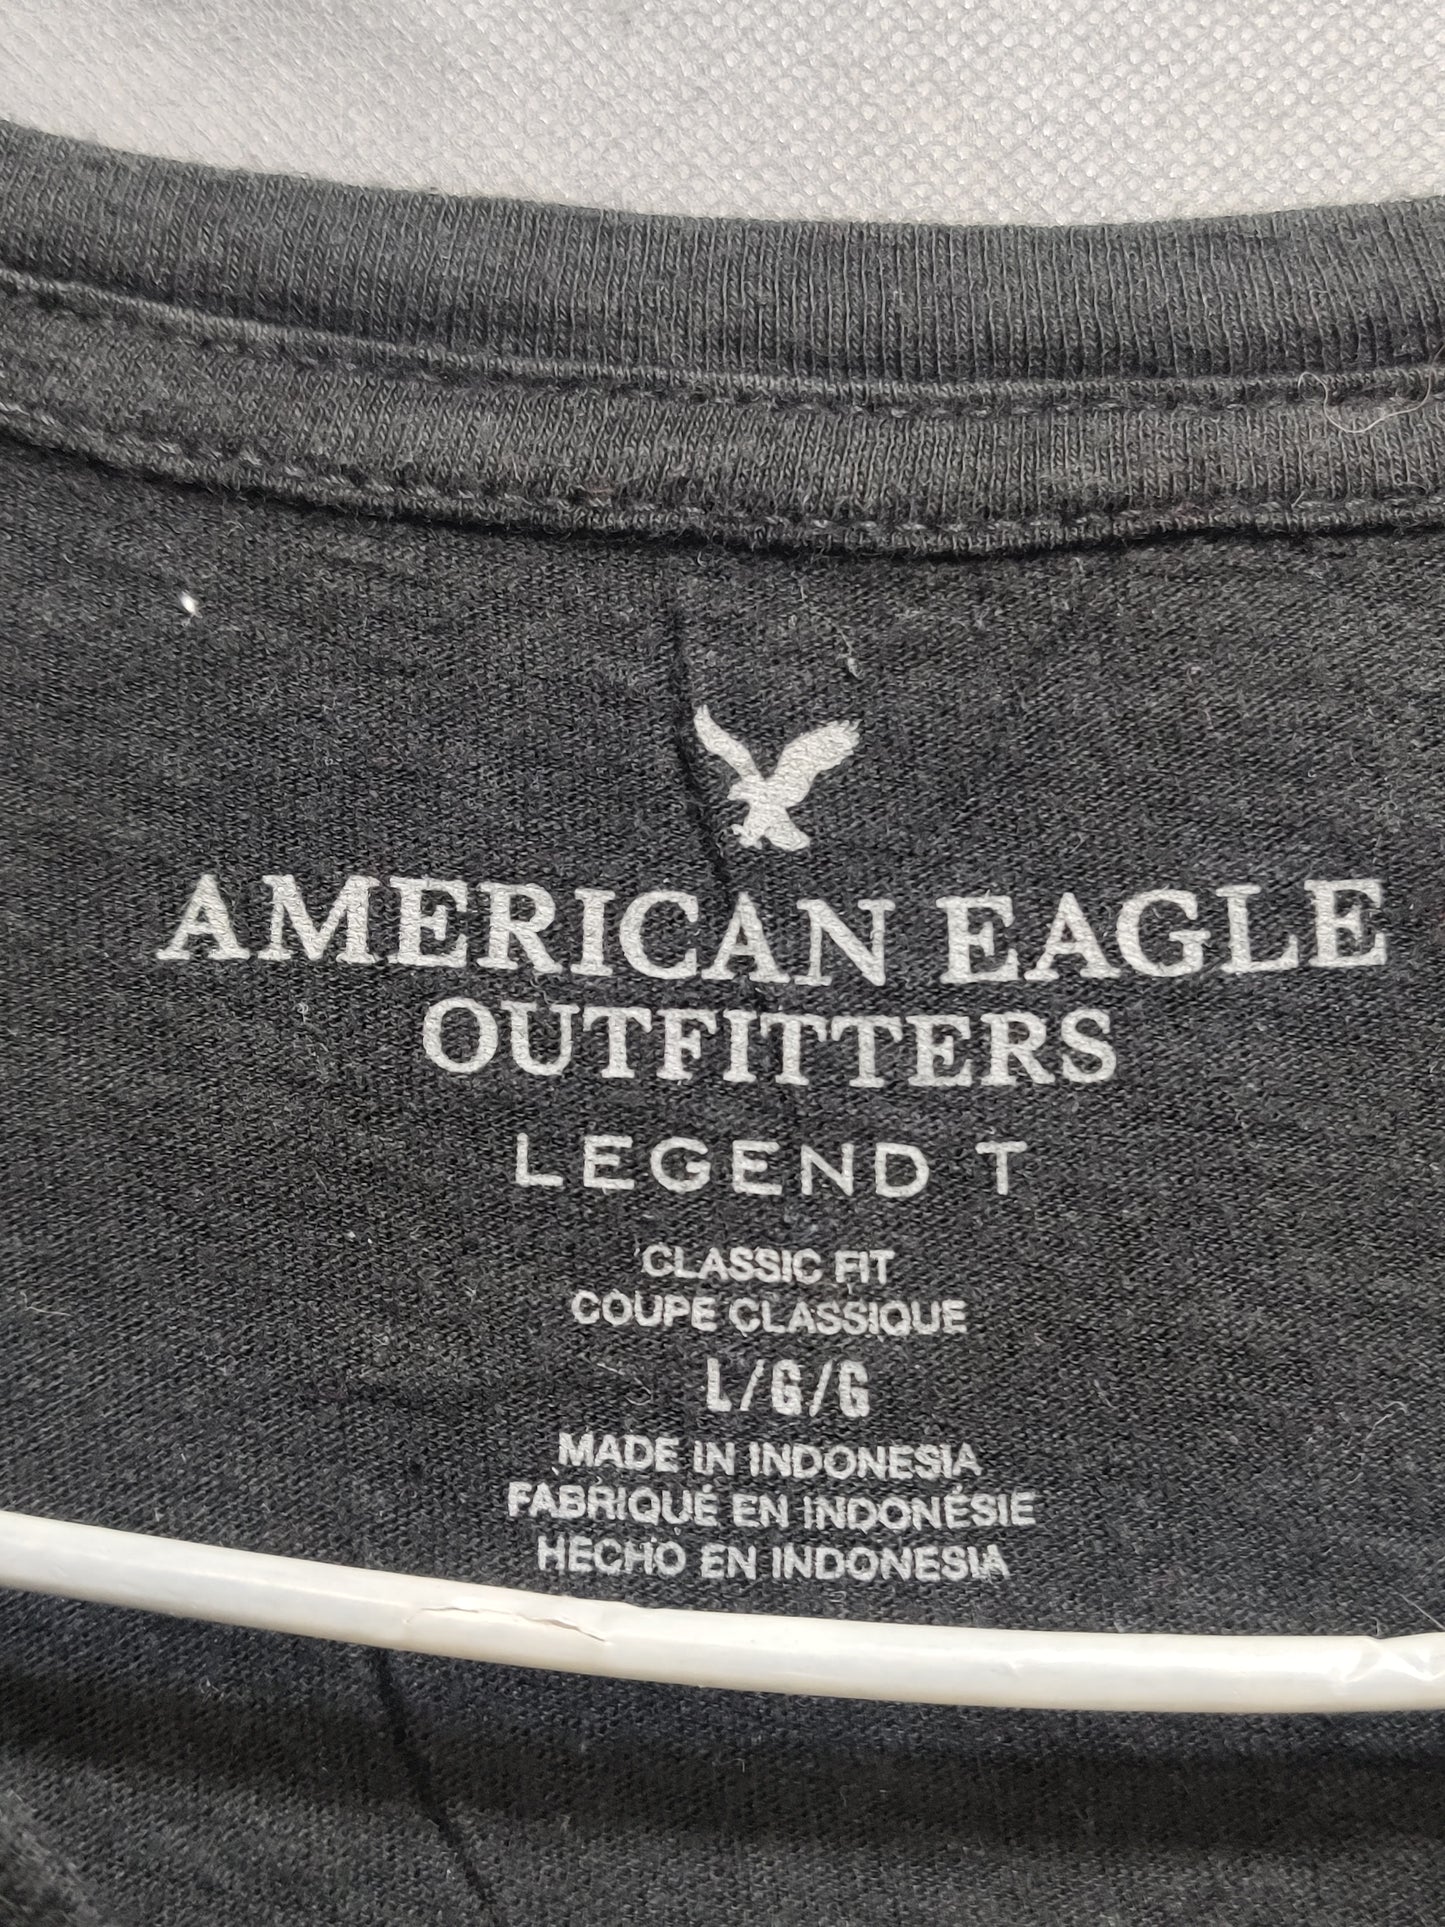 AMERICAN EAGLE
OUTFITTERS
LEGEND T
CLASSIC FIT
COUPE CLASSIQUE
L/G/G
MADE IN INDONESIA
FABRIQUÉ EN INDONÉSIE
HECHO EN INDONESIA